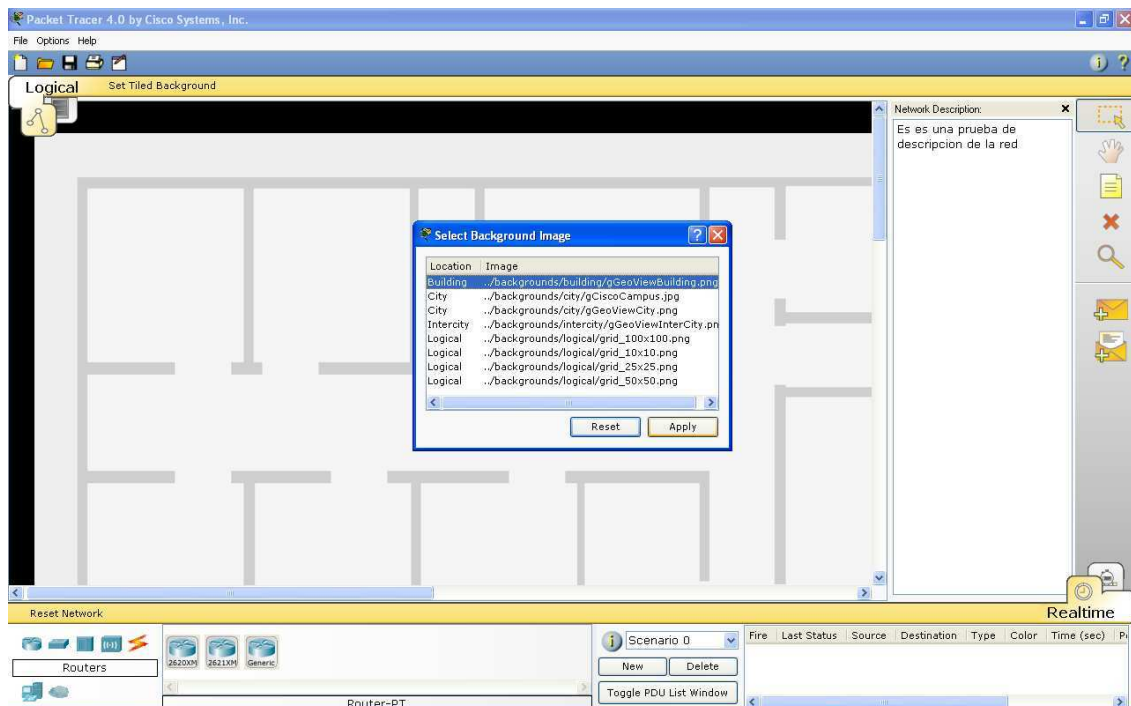 Packet Tracer 4.0 by Cisco Systems, Inc.
File Options Help
Logical Set Tiled Background
Network Description:
Es es una prueba de
descripcion de la red
Select Background Image
Location Image
Building ../backgrounds/building/gGeoViewBuilding.png
City ../backgrounds/city/gCiscoCampus.jpg
City ../backgrounds/city/gGeoViewCity.png
Intercity ../backgrounds/intercity/gGeoViewInterCity.pn
Logical ../backgrounds/logical/grid_100x100.png
Logical ../backgrounds/logical/grid_10x10.png
Logical ../backgrounds/logical/grid_25x25.png
Logical ../backgrounds/logical/grid_50x50.png
Reset Apply
Reset Network Realtime
Routers
2620XM 2621XM Generic
Router-PT
Scenario 0
New Delete
Toggle PDU List Window
Fire Last Status Source Destination Type Color Time (sec)